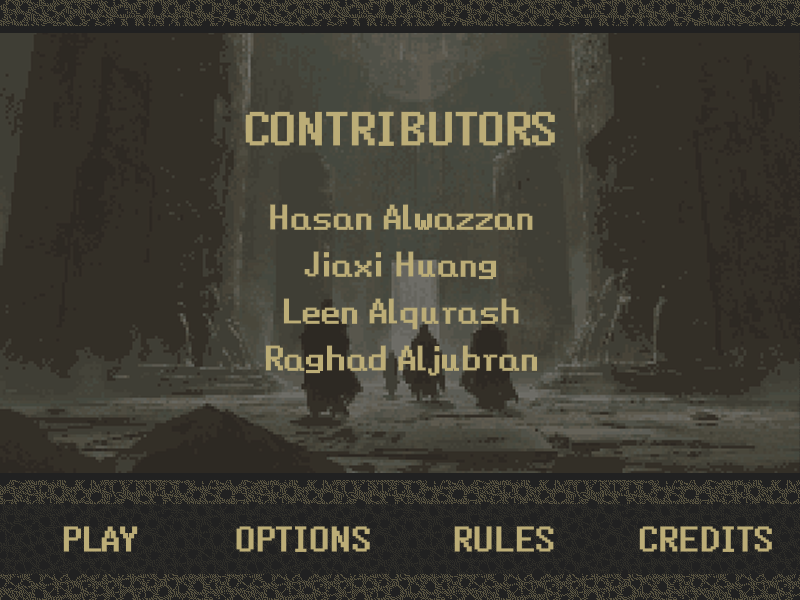 CONTRIBUTORS
Hasan Alwazzan
Jiaxi Huang
Leen Alqurash
Raghad Aljubran
PLAY OPTIONS RULES CREDITS